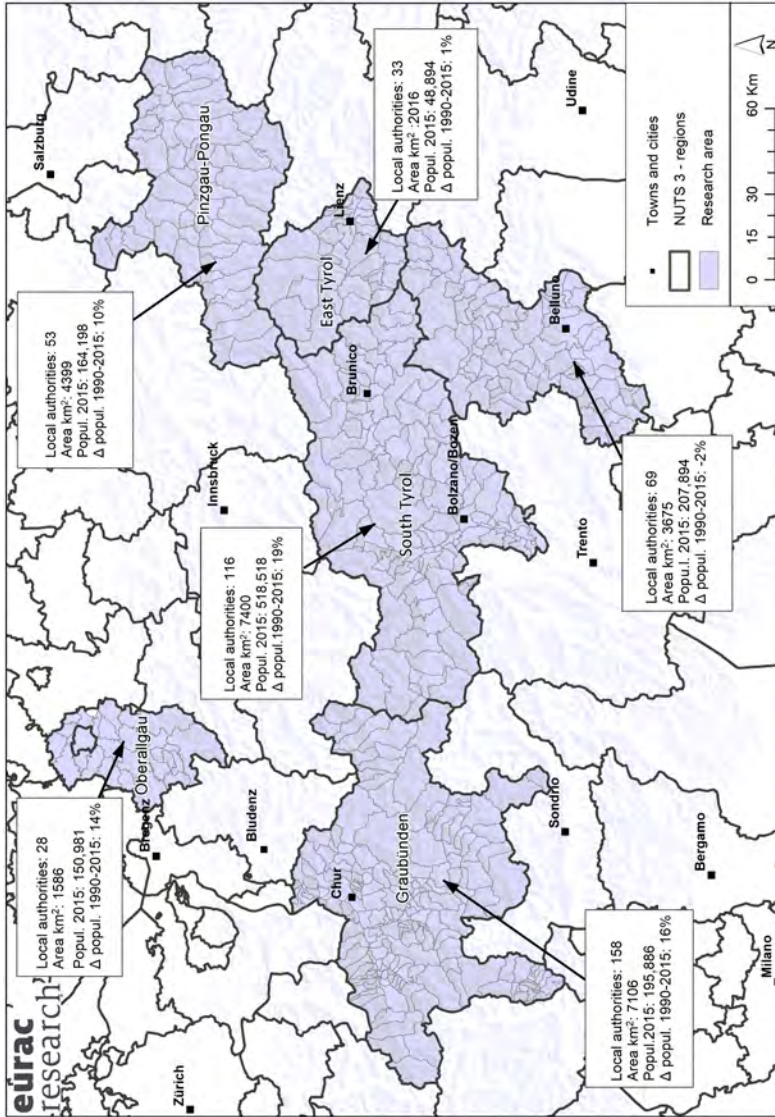 eurac
research
Zürich
Local authorities: 28
Area km²: 1586
Popul. 2015: 150,981
Δ popul. 1990-2015: 14%
Bregenz
Oberallgäu
Bludenz
Innsbruck
Local authorities: 53
Area km²: 4399
Popul. 2015: 164,198
Δ popul. 1990-2015: 10%
Salzburg
Pinzgau-Pongau
Local authorities: 116
Area km²: 7400
Popul. 2015: 518,518
Δ popul.1990-2015: 19%
Local authorities: 33
Area km² :2016
Popul. 2015: 48,894
Δ popul. 1990-2015: 1%
Chur
Graubünden
South Tyrol
Brunico
Bolzano/Bozen
East Tyrol
Lienz
Local authorities: 158
Area km²: 7106
Popul.2015: 195,886
Δ popul. 1990-2015: 16%
Sondrio
Trento
Belluno
Udine
Local authorities: 69
Area km²: 3675
Popu.l. 2015: 207,894
Δ popul. 1990-2015: -2%
Milano
Bergamo
Towns and cities
NUTS 3 - regions
Research area
0 15 30 60 Km
N